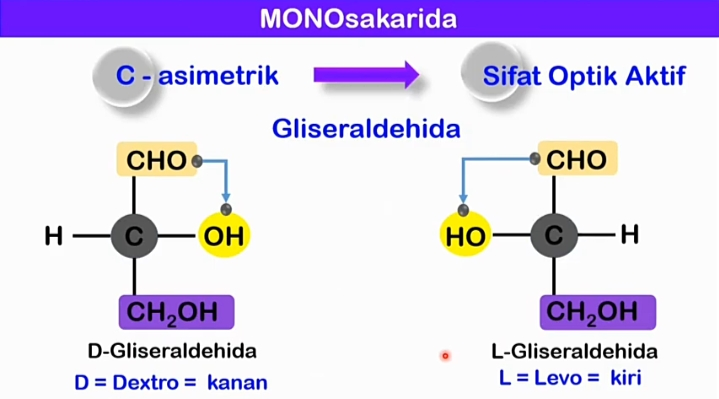 MONOsakarida
C - asimetrik
Sifat Optik Aktif
Gliseraldehida
CHO
H
C
OH
CH₂OH
D-Gliseraldehida
D = Dextro = kanan
CHO
HO
C
H
CH₂OH
L-Gliseraldehida
L = Levo = kiri